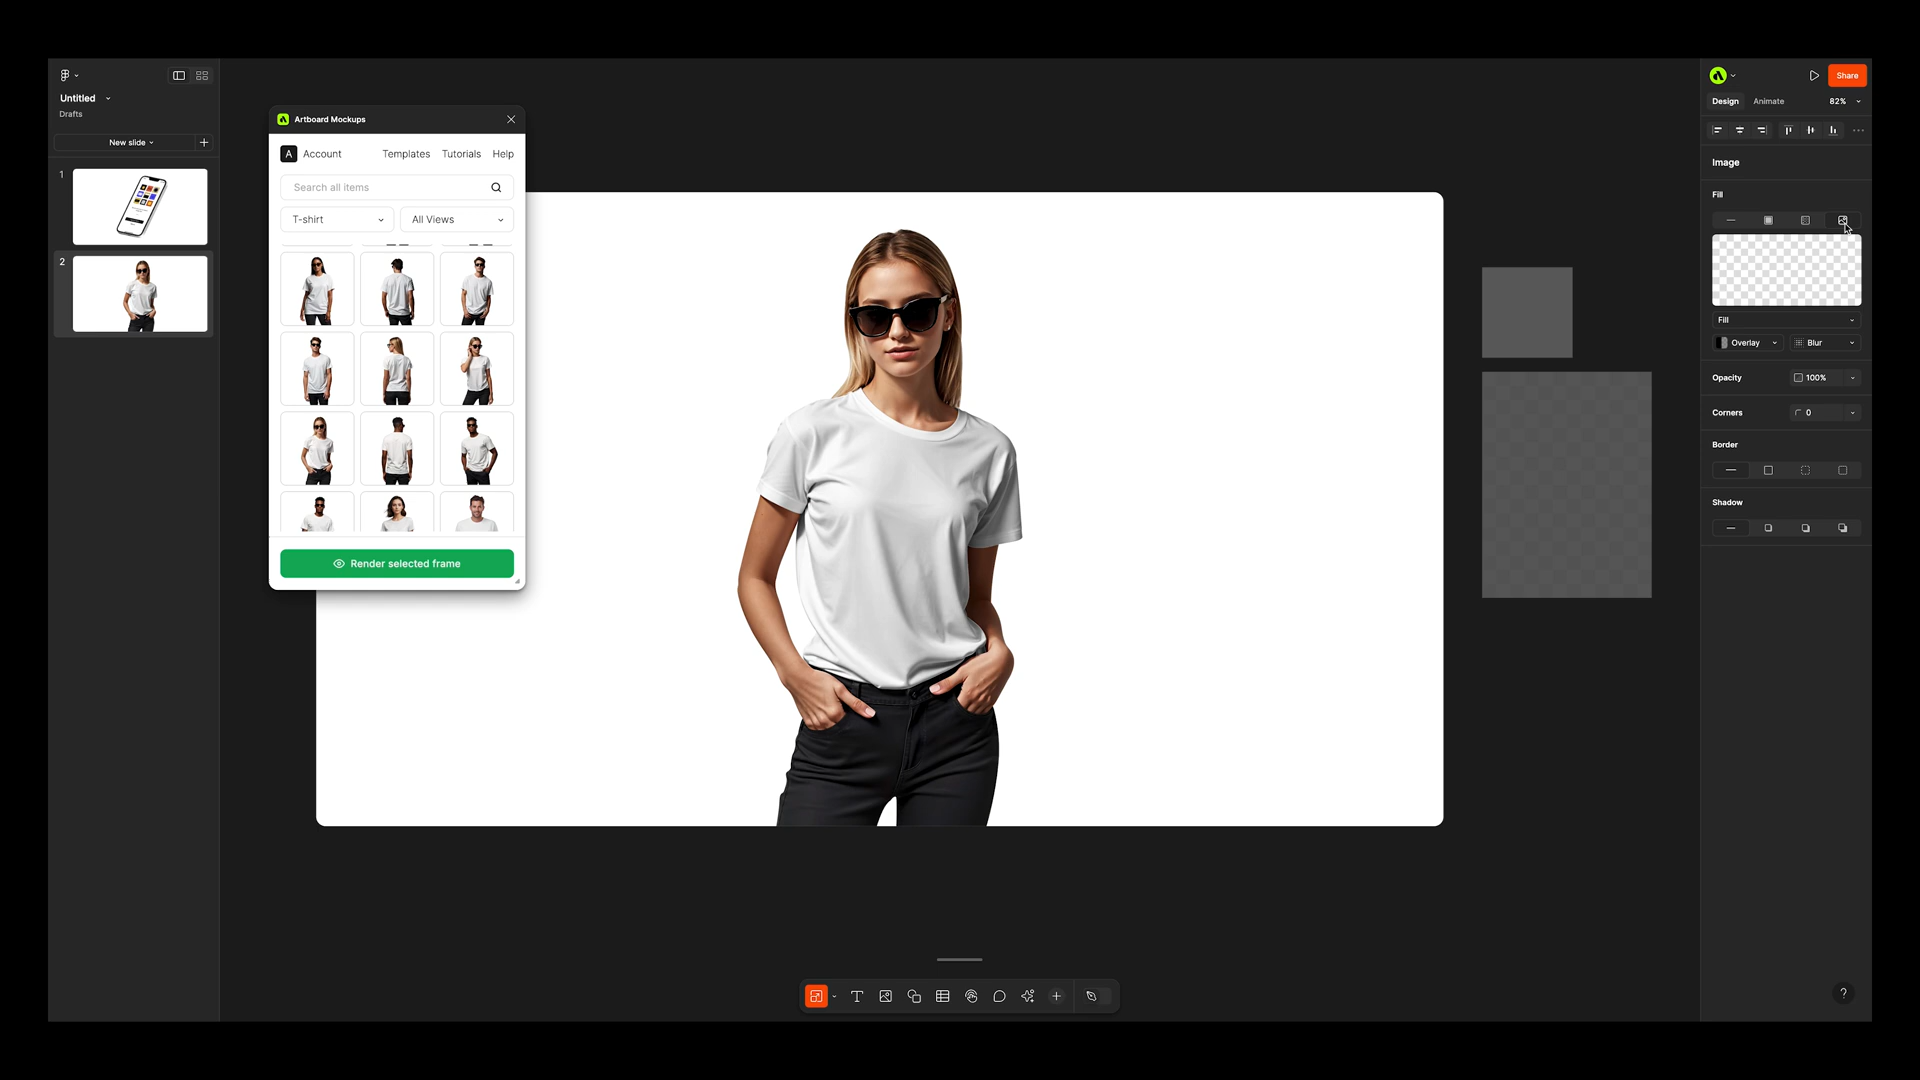 Untitled
Drafts
New slide
1
2
Artboard Mockups
A Account Templates Tutorials Help
Search all items
T-shirt All Views
Render selected frame
Share
Design Animate 82%
Image
Fill
Fill
Overlay Blur
Opacity 100%
Corners 0
Border
Shadow
?